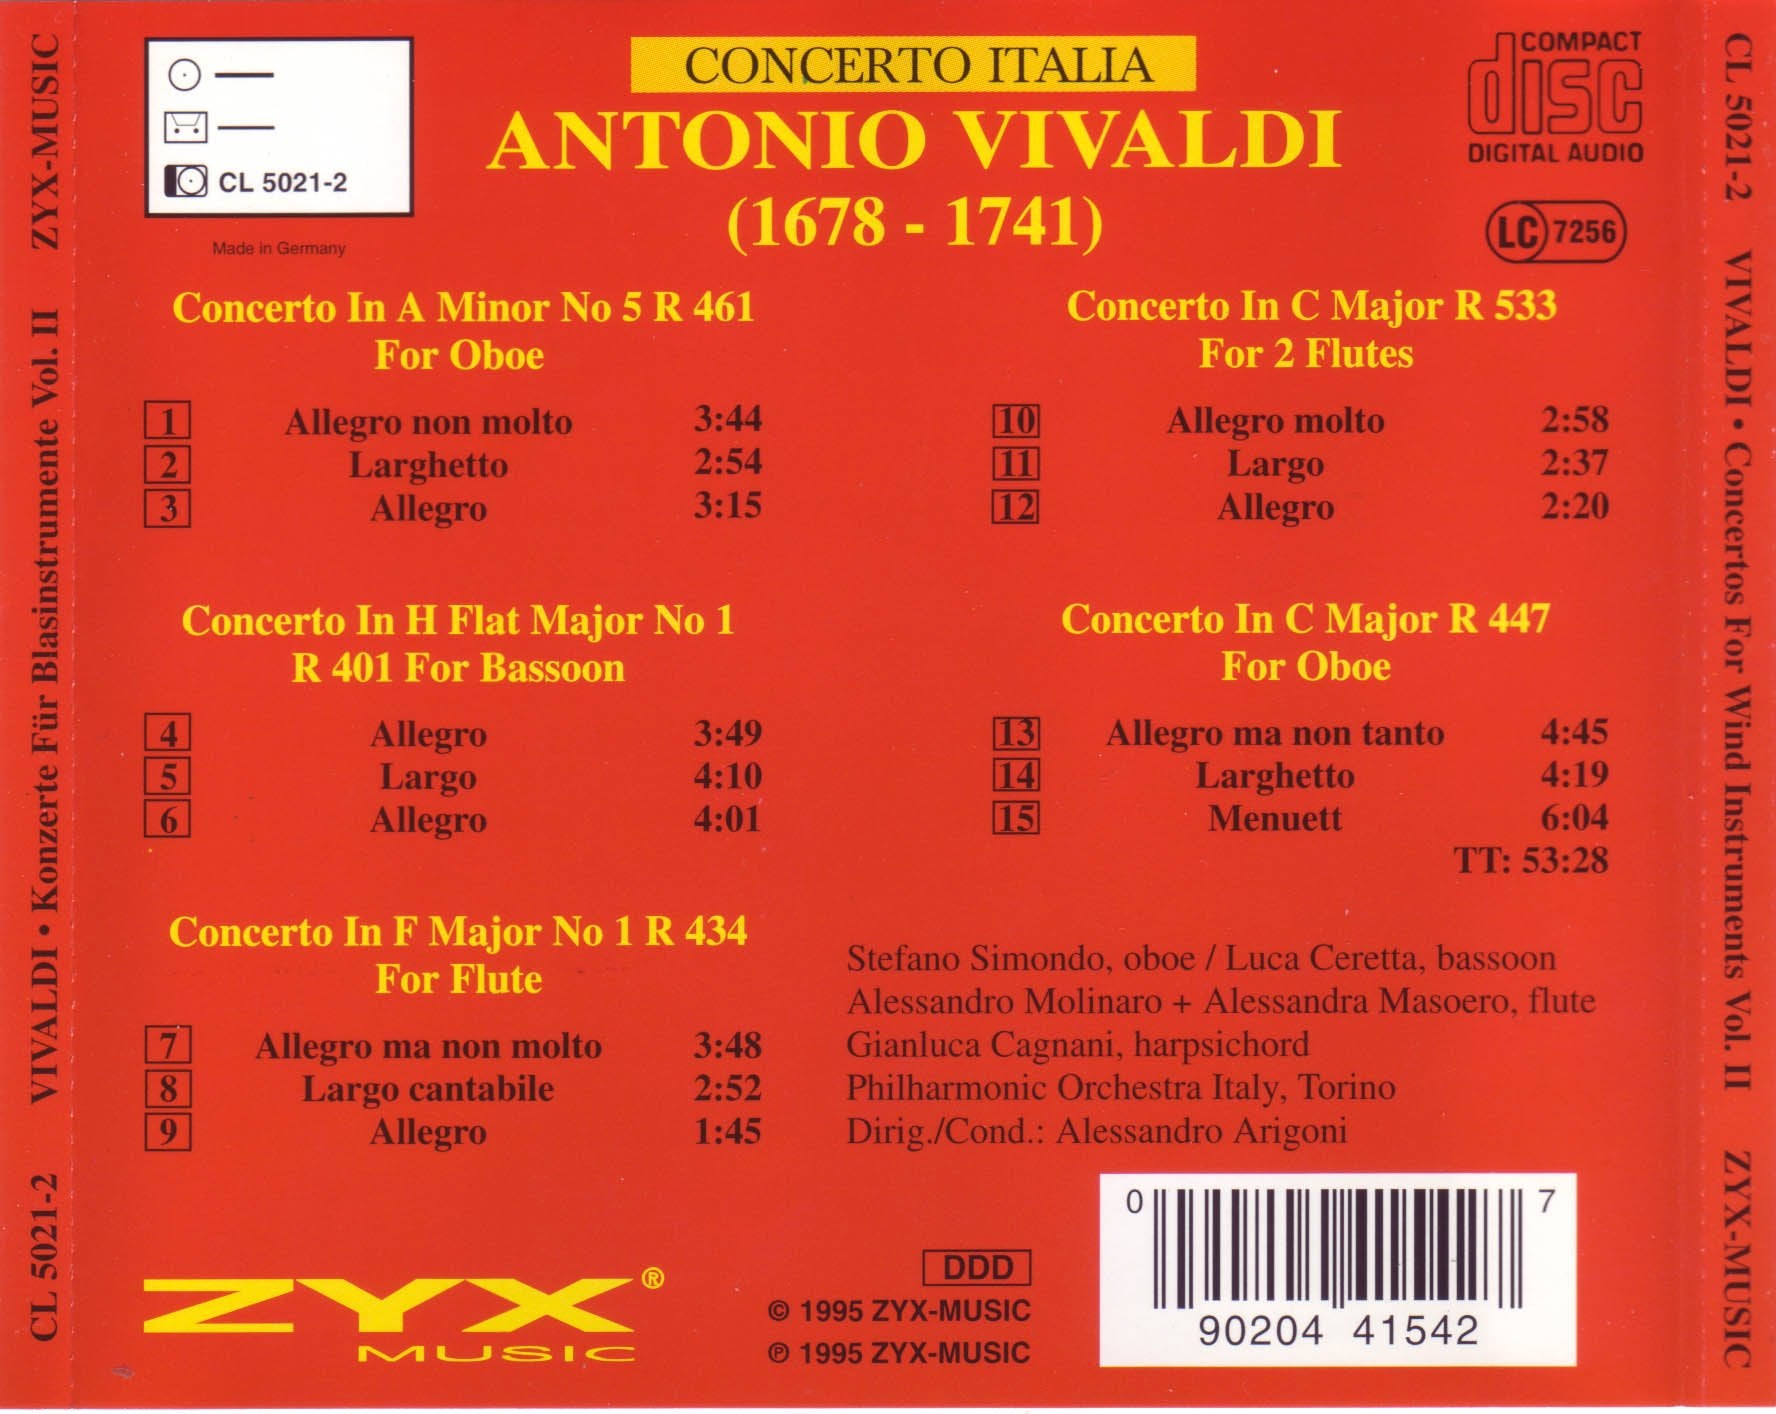 CONCERTO ITALIA
ANTONIO VIVALDI
(1678 - 1741)
CL 5021-2
Made in Germany
COMPACT
disc
DIGITAL AUDIO
LC 7256
Concerto In A Minor No 5 R 461
For Oboe
1 Allegro non molto 3:44
2 Larghetto 2:54
3 Allegro 3:15
Concerto In H Flat Major No 1
R 401 For Bassoon
4 Allegro 3:49
5 Largo 4:10
6 Allegro 4:01
Concerto In F Major No 1 R 434
For Flute
7 Allegro ma non molto 3:48
8 Largo cantabile 2:52
9 Allegro 1:45
Concerto In C Major R 533
For 2 Flutes
10 Allegro molto 2:58
11 Largo 2:37
12 Allegro 2:20
Concerto In C Major R 447
For Oboe
13 Allegro ma non tanto 4:45
14 Larghetto 4:19
15 Menuett 6:04
TT: 53:28
Stefano Simondo, oboe / Luca Ceretta, bassoon
Alessandro Molinaro + Alessandra Masoero, flute
Gianluca Cagnani, harpsichord
Philharmonic Orchestra Italy, Torino
Dirig./Cond.: Alessandro Arigoni
ZYX®
MUSIC
DDD
© 1995 ZYX-MUSIC
℗ 1995 ZYX-MUSIC
0 90204 41542 7
CL 5021-2 VIVALDI • Konzerte Für Blasinstrumente Vol. II ZYX-MUSIC
CL 5021-2 VIVALDI • Concertos For Wind Instruments Vol. II ZYX-MUSIC